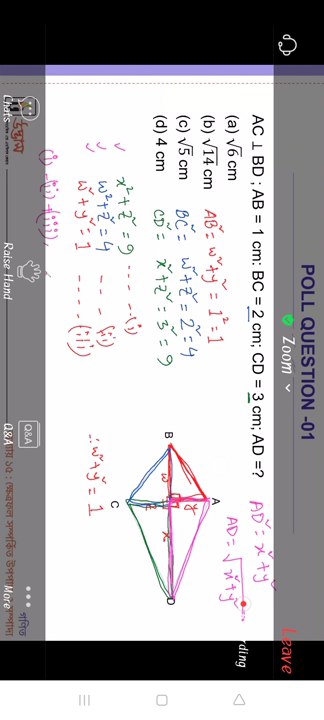 Leave
POLL QUESTION -01
Zoom
rding
AC ⊥ BD ; AB = 1 cm: BC = 2 cm; CD = 3 cm; AD =?
(a) √6 cm
(b) √14 cm
(c) √5 cm
(d) 4 cm
AD² = x² + y²
AD = √x² + y²
AB² = w² + y² = 1² = 1
BC² = w² + z² = 2² = 4
CD² = x² + z² = 3² = 9
x² + z² = 9 - - - - (i)
w² + z² = 4 - - - (ii)
w² + y² = 1 - - - - (iii)
(i) - (ii) + (iii),
∴ w² + y² = 1
A
B
C
D
w
x
y
z
Chats
Raise Hand
Q&A
Q&A
More
গণিত